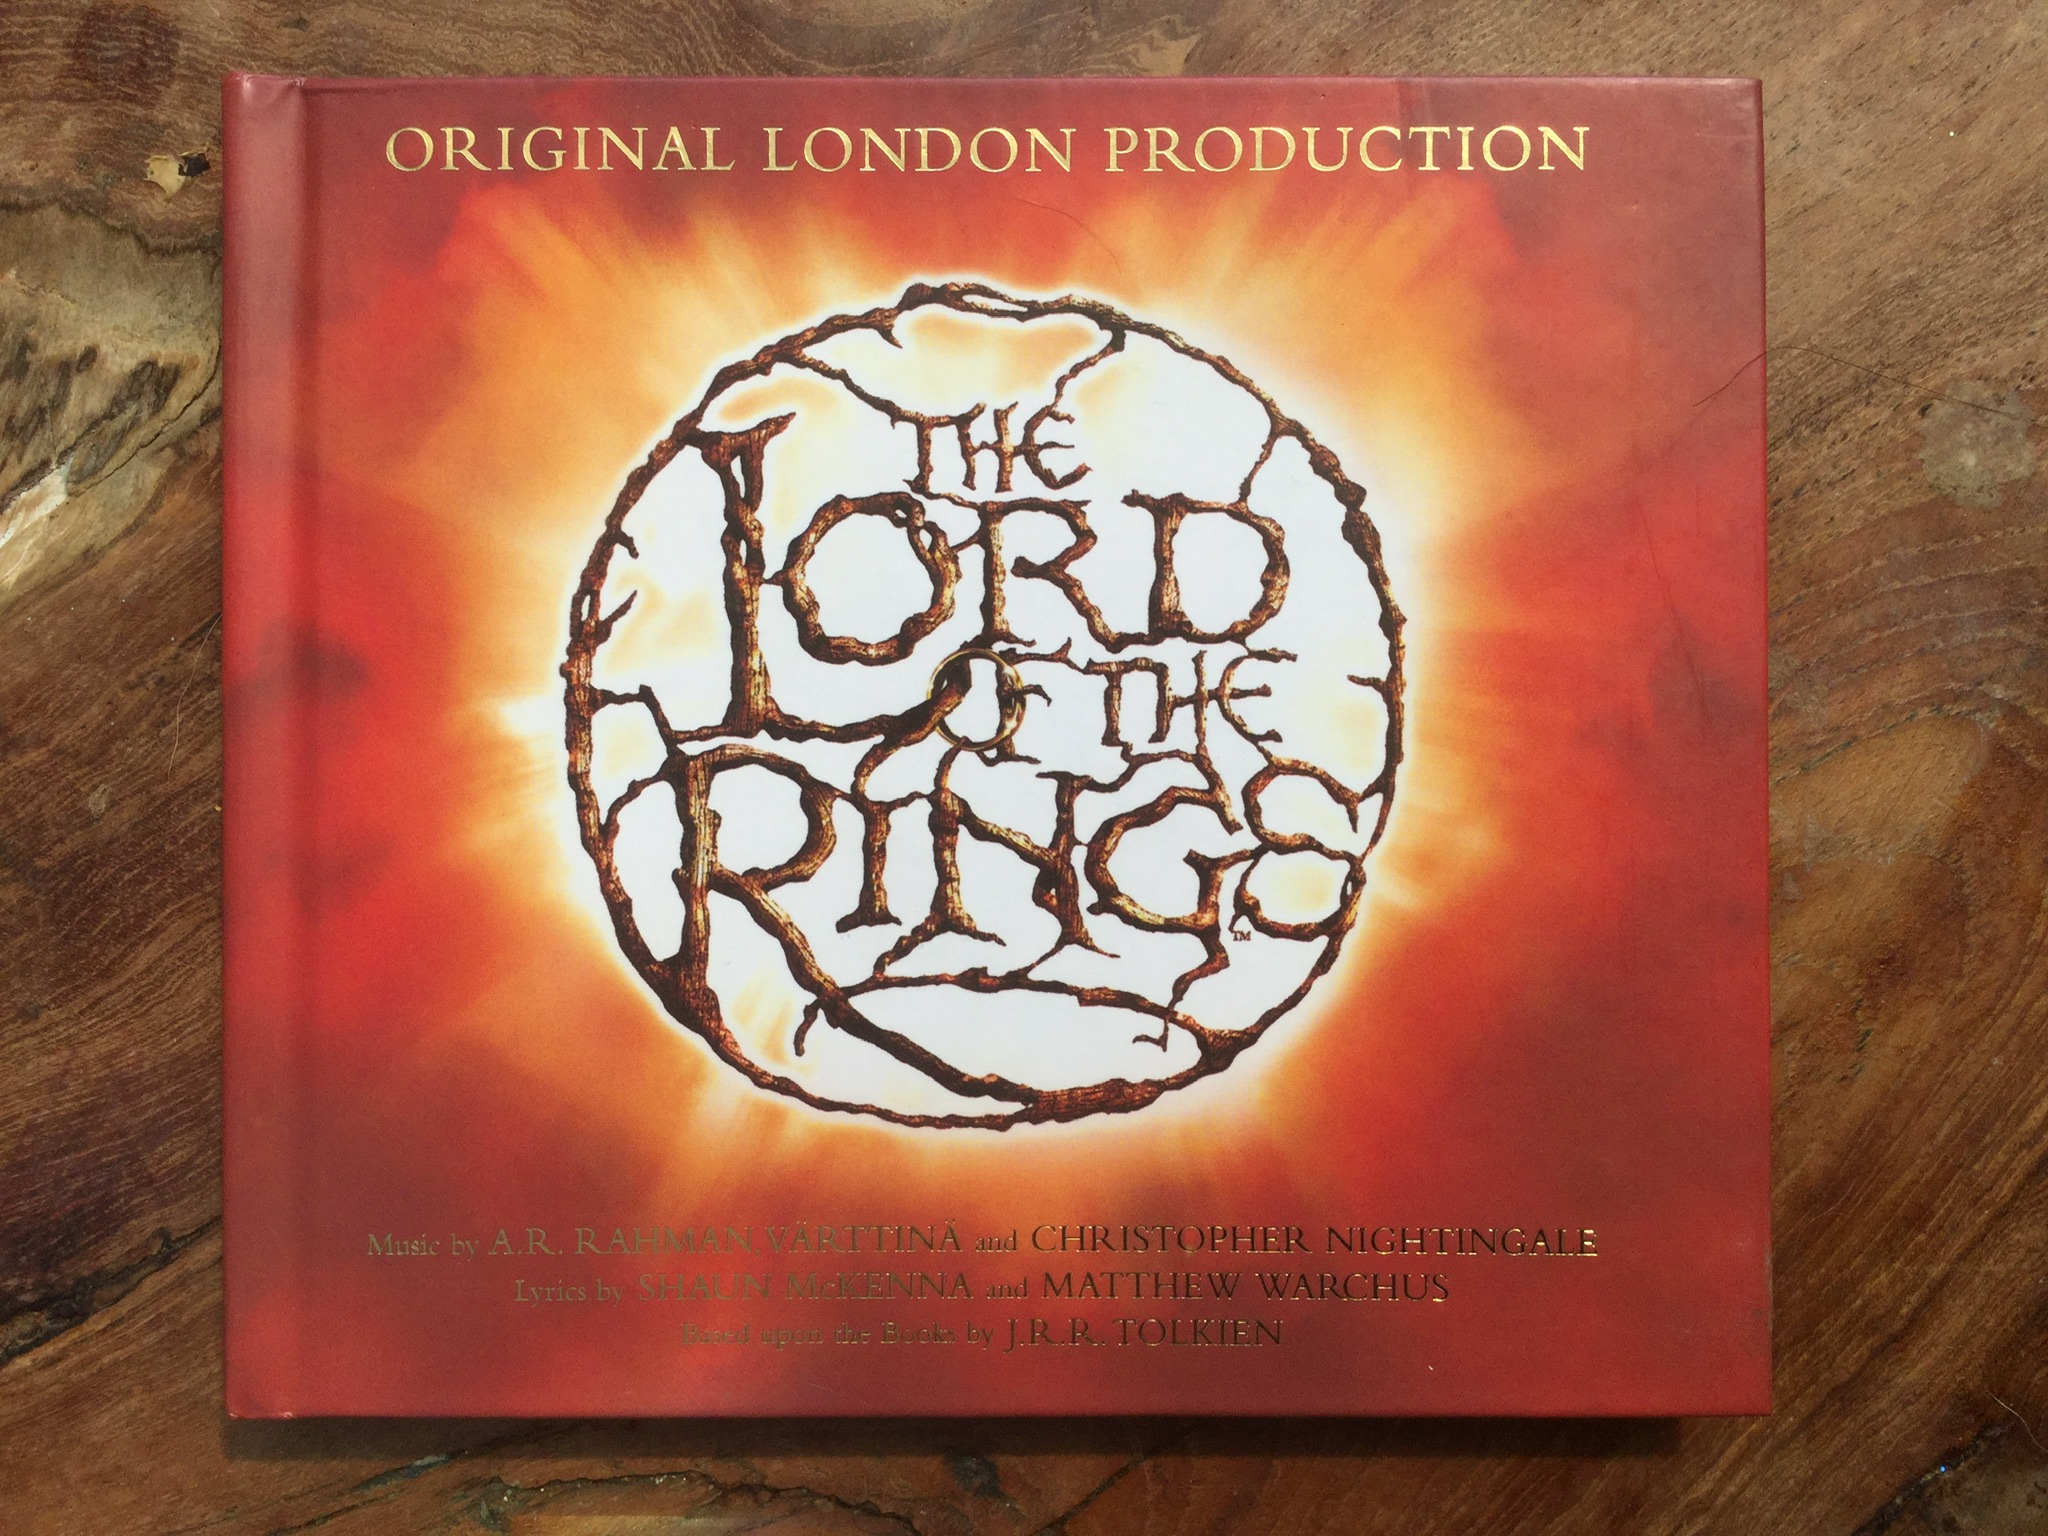 ORIGINAL LONDON PRODUCTION
THE
LORD
OF THE
RINGS
TM
Music by A.R. RAHMAN, VÄRTTINÄ and CHRISTOPHER NIGHTINGALE
Lyrics by SHAUN McKENNA and MATTHEW WARCHUS
Based upon the Books by J.R.R. TOLKIEN